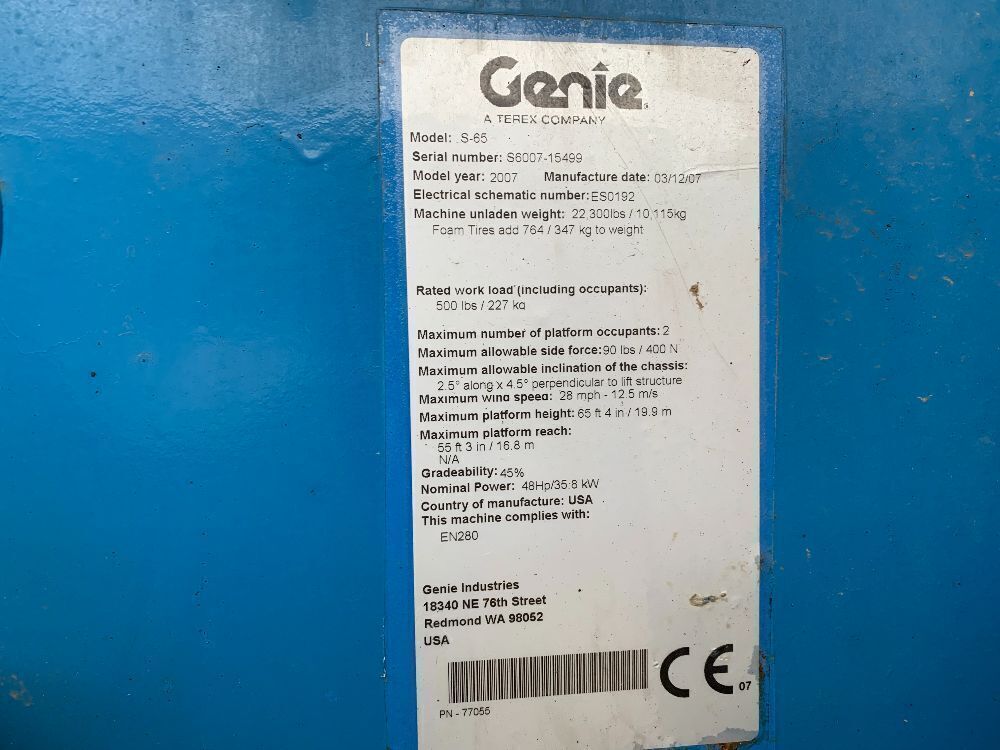 Genie
A TEREX COMPANY
Model: S-65
Serial number: S6007-15499
Model year: 2007 Manufacture date: 03/12/07
Electrical schematic number: ES0192
Machine unladen weight: 22,300lbs / 10,115kg
Foam Tires add 764 / 347 kg to weight
Rated work load (including occupants):
500 lbs / 227 kg
Maximum number of platform occupants: 2
Maximum allowable side force: 90 lbs / 400 N
Maximum allowable inclination of the chassis:
2.5° along x 4.5° perpendicular to lift structure
Maximum wind speed: 28 mph - 12.5 m/s
Maximum platform height: 65 ft 4 in / 19.9 m
Maximum platform reach:
55 ft 3 in / 16.8 m
N/A
Gradeability: 45%
Nominal Power: 48Hp/35.8 kW
Country of manufacture: USA
This machine complies with:
EN280
Genie Industries
18340 NE 76th Street
Redmond WA 98052
USA
CE 07
PN - 77055